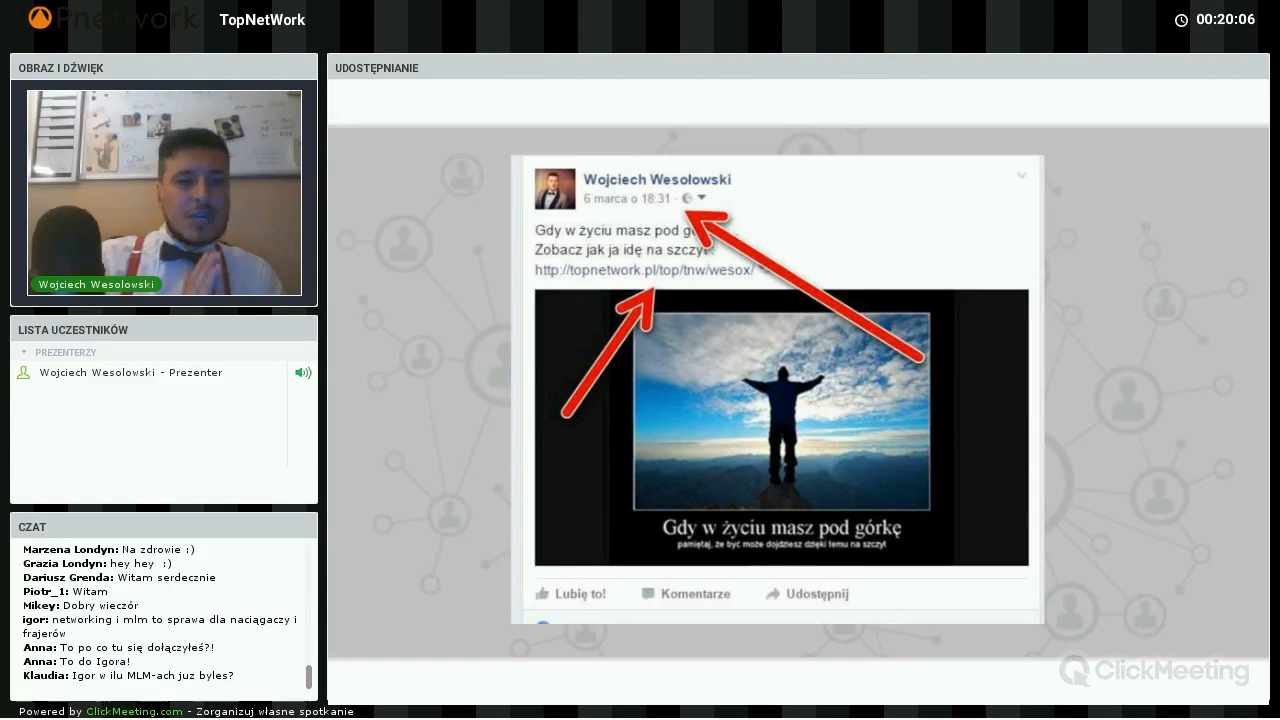 TOPnetwork
TopNetWork
00:20:06
OBRAZ I DŹWIĘK
Wojciech Wesolowski
LISTA UCZESTNIKÓW
PREZENTERZY
Wojciech Wesolowski - Prezenter
CZAT
Marzena Londyn: Na zdrowie :)
Grazia Londyn: hey hey :)
Dariusz Grenda: Witam serdecznie
Piotr_1: Witam
Mikey: Dobry wieczór
igor: networking i mlm to sprawa dla naciągaczy i
frajerów
Anna: To po co tu się dołączyłeś?!
Anna: To do Igora!
Klaudia: Igor w ilu MLM-ach juz byles?
Powered by ClickMeeting.com - Zorganizuj własne spotkanie
UDOSTĘPNIANIE
Wojciech Wesołowski
6 marca o 18:31
Gdy w życiu masz pod
Zobacz jak ja idę na szczyt
http://topnetwork.pl/top/tnw/wesox/
Gdy w życiu masz pod górkę
pamiętaj, że być może dojdziesz dzięki temu na szczyt
Lubię to!
Komentarze
Udostępnij
ClickMeeting